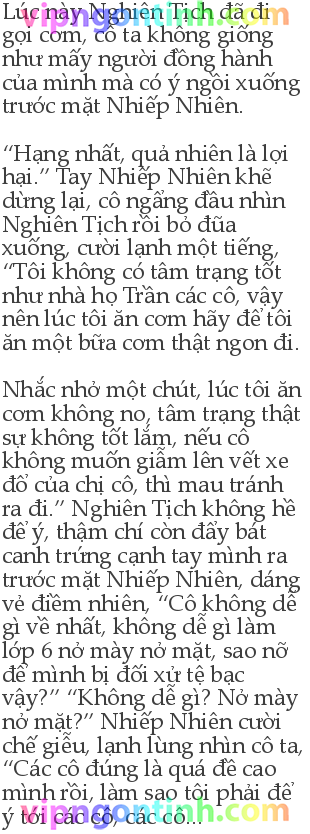 Lúc này Nghiên Tịch đã đi
gọi cơm, cô ta không giống
như mấy người đồng hành
của mình mà có ý ngồi xuống
trước mặt Nhiếp Nhiên.
“Hạng nhất, quả nhiên là lợi
hại.” Tay Nhiếp Nhiên khẽ
dừng lại, cô ngẩng đầu nhìn
Nghiên Tịch rồi bỏ đũa
xuống, cười lạnh một tiếng,
“Tôi không có tâm trạng tốt
như nhà họ Trần các cô, vậy
nên lúc tôi ăn cơm hãy để tôi
ăn một bữa cơm thật ngon đi.
Nhắc nhở một chút, lúc tôi ăn
cơm không no, tâm trạng thật
sự không tốt lắm, nếu cô
không muốn giẫm lên vết xe
đổ của chị cô, thì mau tránh
ra đi.” Nghiên Tịch không hề
để ý, thậm chí còn đẩy bát
canh trứng cạnh tay mình ra
trước mặt Nhiếp Nhiên, dáng
vẻ điềm nhiên, “Cô không dễ
gì về nhất, không dễ gì làm
lớp 6 nở mày nở mặt, sao nỡ
để mình bị đối xử tệ bạc
vậy?” “Không dễ gì? Nở mày
nở mặt?” Nhiếp Nhiên cười
chế giễu, lạnh lùng nhìn cô ta,
“Các cô đúng là quá đề cao
mình rồi, làm sao tôi phải để
ý tới các cô, các cô...
vipngontinh.com
vipngontinh.com